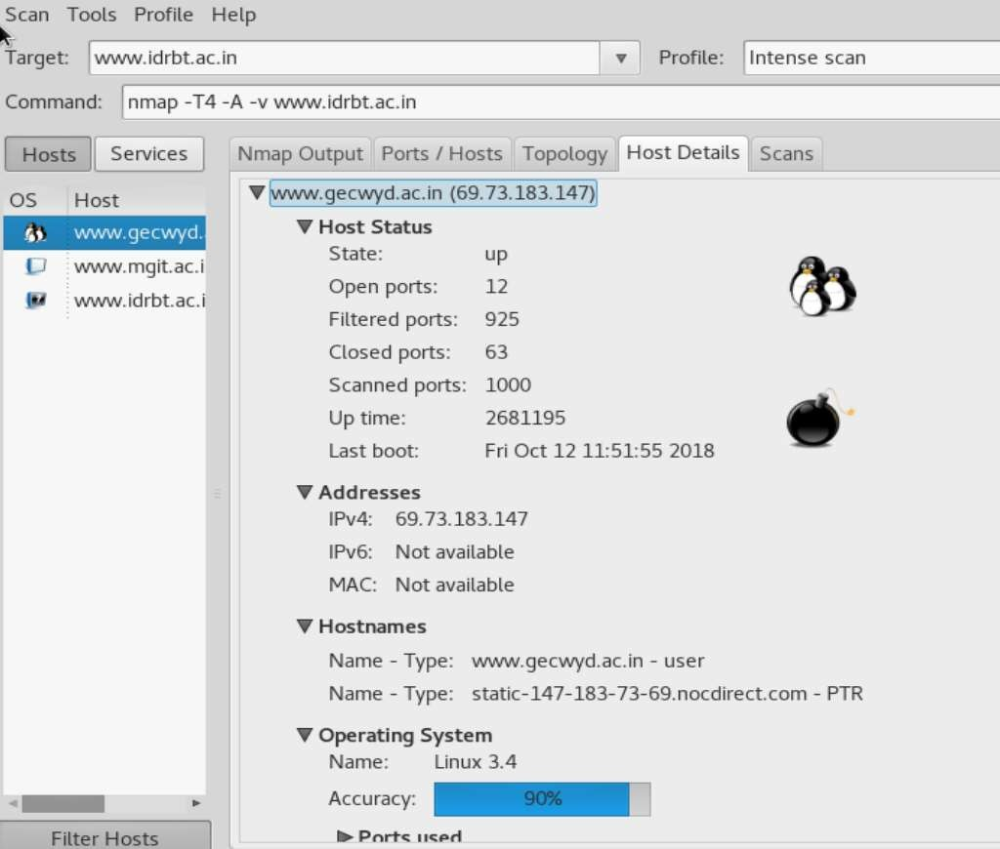 Scan Tools Profile Help
Target: www.idrbt.ac.in Profile: Intense scan
Command: nmap -T4 -A -v www.idrbt.ac.in
Hosts Services Nmap Output Ports / Hosts Topology Host Details Scans
OS Host
www.gecwyd.
www.mgit.ac.i
www.idrbt.ac.i
www.gecwyd.ac.in (69.73.183.147)
Host Status
State: up
Open ports: 12
Filtered ports: 925
Closed ports: 63
Scanned ports: 1000
Up time: 2681195
Last boot: Fri Oct 12 11:51:55 2018
Addresses
IPv4: 69.73.183.147
IPv6: Not available
MAC: Not available
Hostnames
Name - Type: www.gecwyd.ac.in - user
Name - Type: static-147-183-73-69.nocdirect.com - PTR
Operating System
Name: Linux 3.4
Accuracy: 90%
Ports used
Filter Hosts